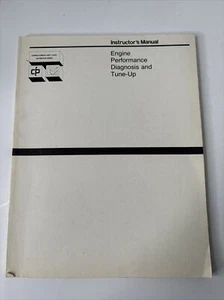 Instructor's Manual
Engine
Performance
Diagnosis and
Tune-Up
cp